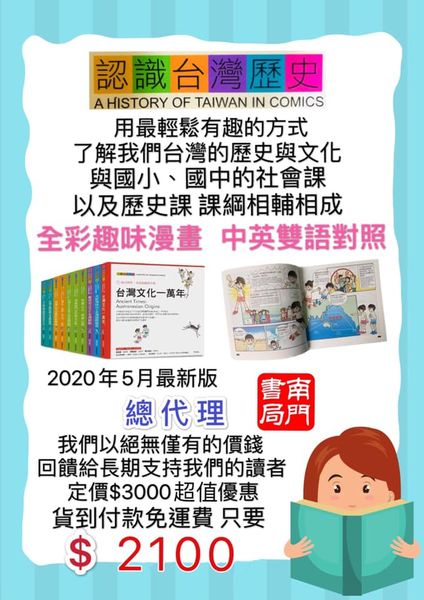 認識台灣歷史
A HISTORY OF TAIWAN IN COMICS
用最輕鬆有趣的方式
了解我們台灣的歷史與文化
與國小、國中的社會課
以及歷史課 課綱相輔相成
全彩趣味漫畫 中英雙語對照
台灣文化一萬年
Ancient Times:
Austronesian Origins
2020年5月最新版
總代理
南門書局
我們以絕無僅有的價錢
回饋給長期支持我們的讀者
定價$3000超值優惠
貨到付款免運費 只要
$ 2100